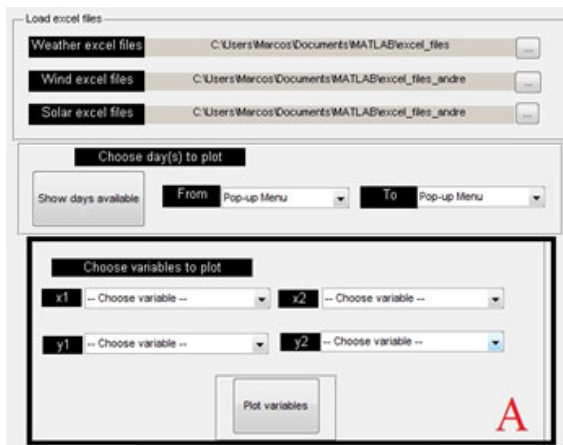 Load excel files
Weather excel files C:\Users\Marcos\Documents\MATLAB\excel_files ...
Wind excel files C:\Users\Marcos\Documents\MATLAB\excel_files_andre ...
Solar excel files C:\Users\Marcos\Documents\MATLAB\excel_files_andre ...
Choose day(s) to plot
Show days available From Pop-up Menu To Pop-up Menu
Choose variables to plot
x1 -- Choose variable -- x2 -- Choose variable --
y1 -- Choose variable -- y2 -- Choose variable --
Plot variables A